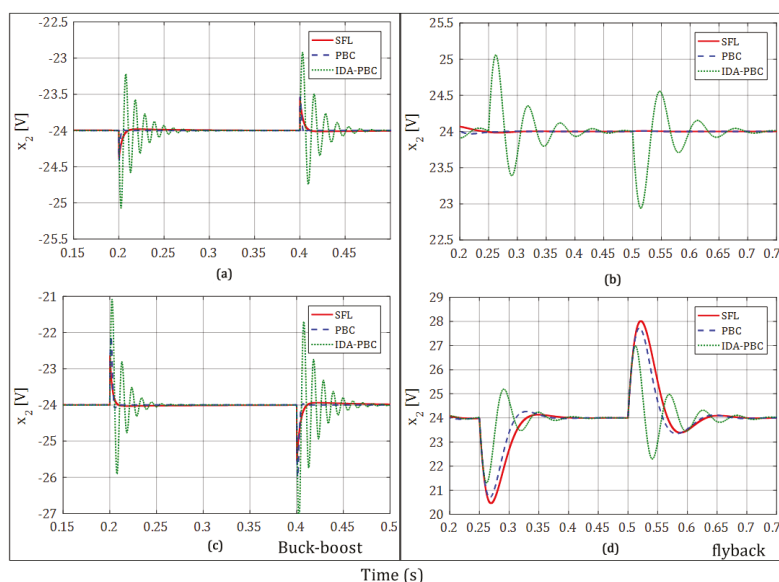 -22.5
-23
-23.5
-24
-24.5
-25
-25.5
x2 [V]
SFL
PBC
IDA-PBC
0.15 0.2 0.25 0.3 0.35 0.4 0.45
(a)
26
25.5
25
24.5
24
23.5
23
22.5
x2 [V]
SFL
PBC
IDA-PBC
0.2 0.25 0.3 0.35 0.4 0.45 0.5 0.55 0.6 0.65 0.7 0.75
(b)
-21
-22
-23
-24
-25
-26
-27
x2 [V]
SFL
PBC
IDA-PBC
0.15 0.2 0.25 0.3 0.35 0.4 0.45 0.5
(c) Buck-boost
29
28
27
26
25
24
23
22
21
20
x2 [V]
SFL
PBC
IDA-PBC
0.2 0.25 0.3 0.35 0.4 0.45 0.5 0.55 0.6 0.65 0.7
(d) flyback
Time (s)